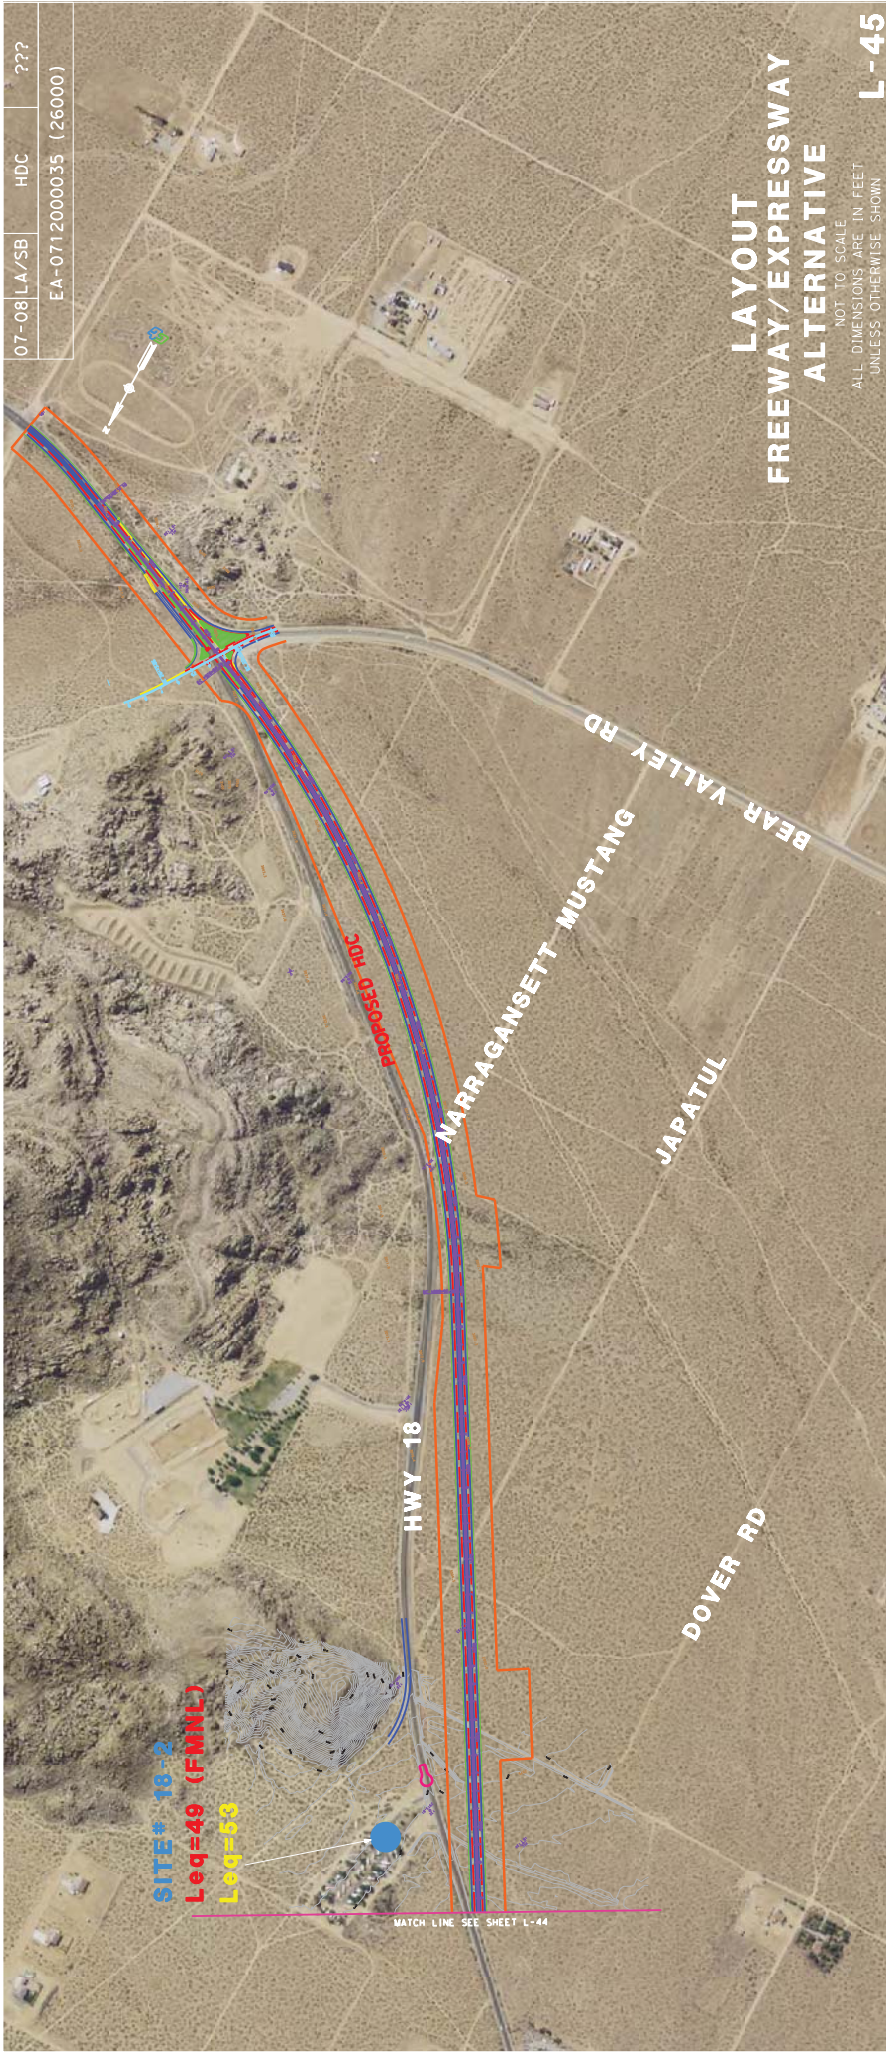 07-08 LA/SB HDC ???
EA-0712000035 (26000)
N
SITE# 18-2
Leq=49 (FMNL)
Leq=53
MATCH LINE SEE SHEET L-44
HWY 18
PROPOSED HDC
NARRAGANSETT MUSTANG
BEAR VALLEY RD
JAPATUL
DOVER RD
LAYOUT
FREEWAY/EXPRESSWAY
ALTERNATIVE
NOT TO SCALE
ALL DIMENSIONS ARE IN FEET
UNLESS OTHERWISE SHOWN
L-45